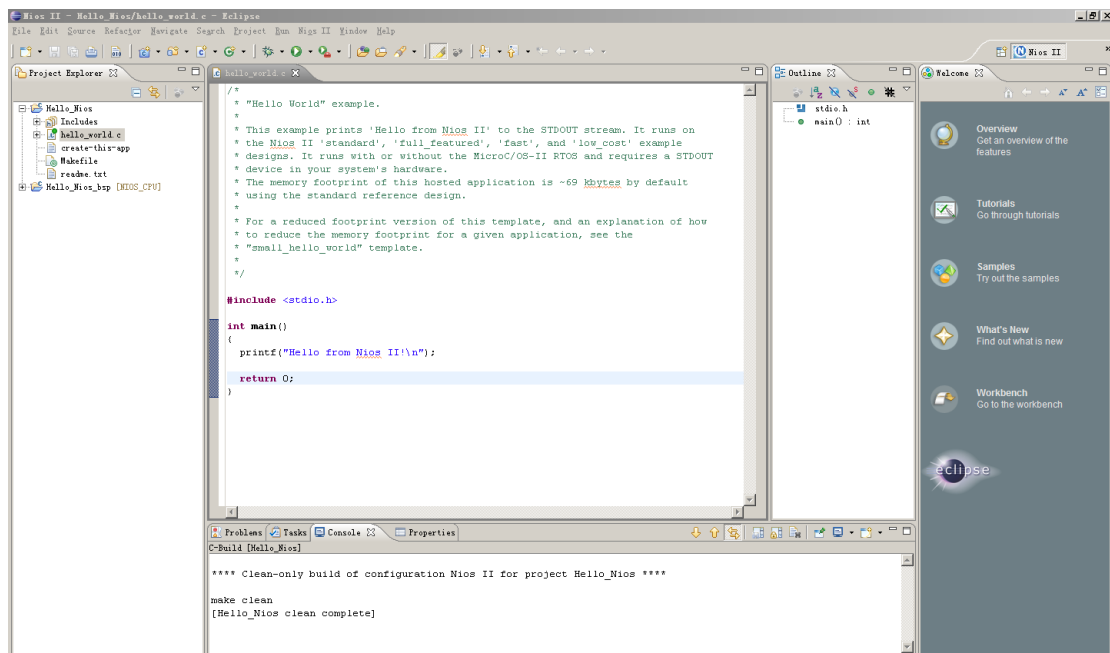 Nios II - Hello_Nios/hello_world.c - Eclipse
File Edit Source Refactor Navigate Search Project Run Nios II Window Help
Nios II
Project Explorer
Hello_Nios
Includes
hello_world.c
create-this-app
Makefile
readme.txt
Hello_Nios_bsp [NIOS_CPU]
hello_world.c
/*
* "Hello World" example.
*
* This example prints 'Hello from Nios II' to the STDOUT stream. It runs on
* the Nios II 'standard', 'full_featured', 'fast', and 'low_cost' example
* designs. It runs with or without the MicroC/OS-II RTOS and requires a STDOUT
* device in your system's hardware.
* The memory footprint of this hosted application is ~69 kbytes by default
* using the standard reference design.
*
* For a reduced footprint version of this template, and an explanation of how
* to reduce the memory footprint for a given application, see the
* "small_hello_world" template.
*
*/
#include <stdio.h>
int main()
{
printf("Hello from Nios II!\n");
return 0;
}
Outline
stdio.h
main() : int
Welcome
Overview
Get an overview of the
features
Tutorials
Go through tutorials
Samples
Try out the samples
What's New
Find out what is new
Workbench
Go to the workbench
eclipse
Problems Tasks Console Properties
C-Build [Hello_Nios]
**** Clean-only build of configuration Nios II for project Hello_Nios ****
make clean
[Hello_Nios clean complete]